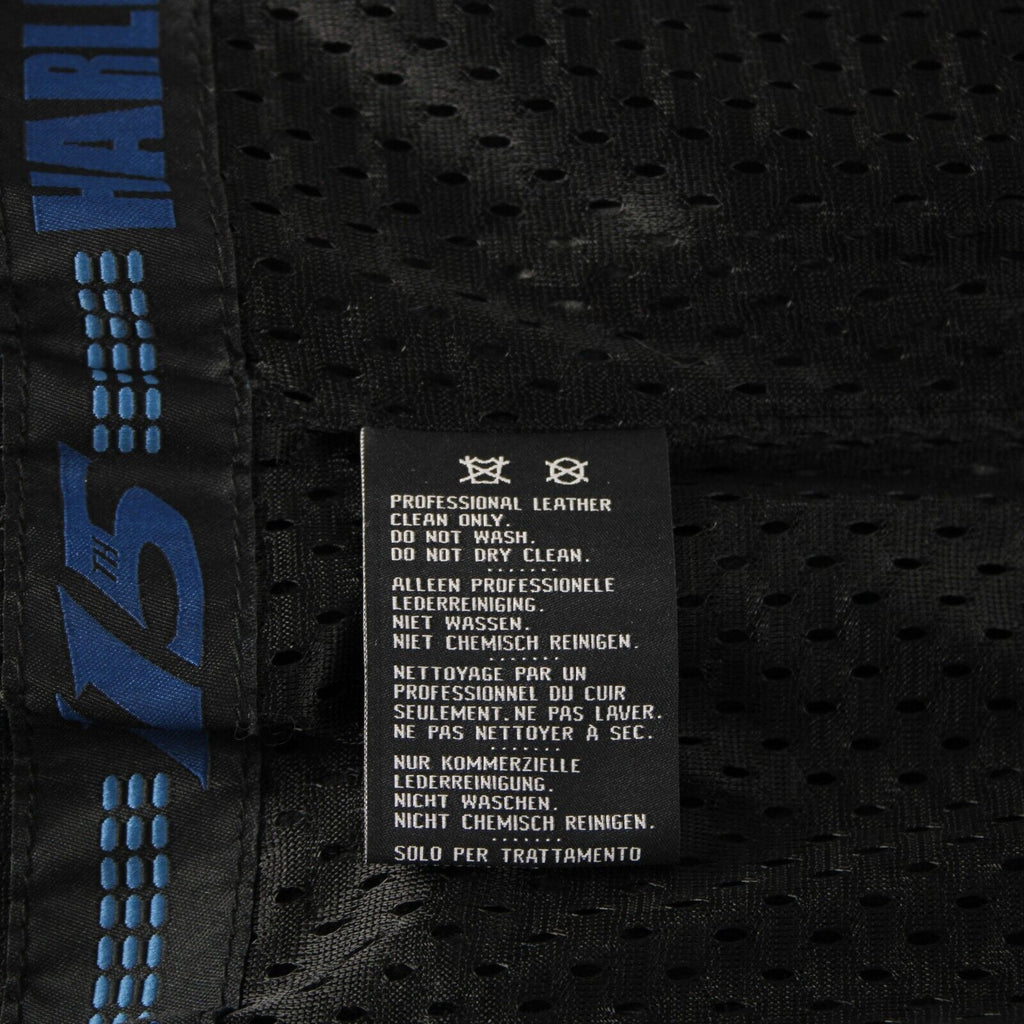 HARL
75
TH
PROFESSIONAL LEATHER
CLEAN ONLY.
DO NOT WASH.
DO NOT DRY CLEAN.
.......
ALLEEN PROFESSIONELE
LEDERREINIGING.
NIET WASSEN.
NIET CHEMISCH REINIGEN.
.......
NETTOYAGE PAR UN
PROFESSIONNEL DU CUIR
SEULEMENT. NE PAS LAVER.
NE PAS NETTOYER À SEC.
.......
NUR KOMMERZIELLE
LEDERREINIGUNG.
NICHT WASCHEN.
NICHT CHEMISCH REINIGEN.
.......
SOLO PER TRATTAMENTO